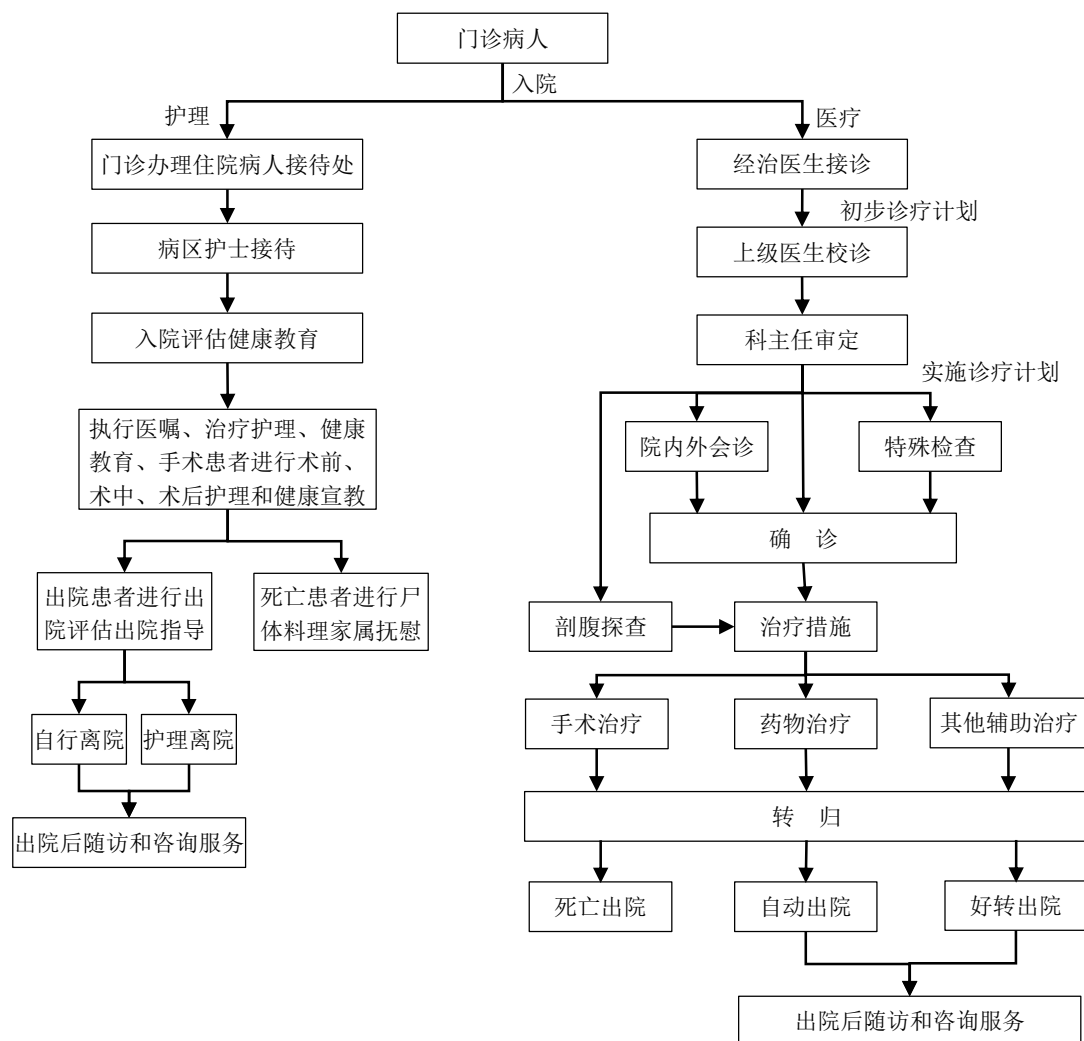 门诊病人
入院
护理
医疗
门诊办理住院病人接待处
经治医生接诊
初步诊疗计划
病区护士接待
上级医生校诊
入院评估健康教育
科主任审定
实施诊疗计划
执行医嘱、治疗护理、健康
教育、手术患者进行术前、
术中、术后护理和健康宣教
院内外会诊
特殊检查
确 诊
出院患者进行出
院评估出院指导
死亡患者进行尸
体料理家属抚慰
剖腹探查
治疗措施
自行离院
护理离院
手术治疗
药物治疗
其他辅助治疗
出院后随访和咨询服务
转 归
死亡出院
自动出院
好转出院
出院后随访和咨询服务